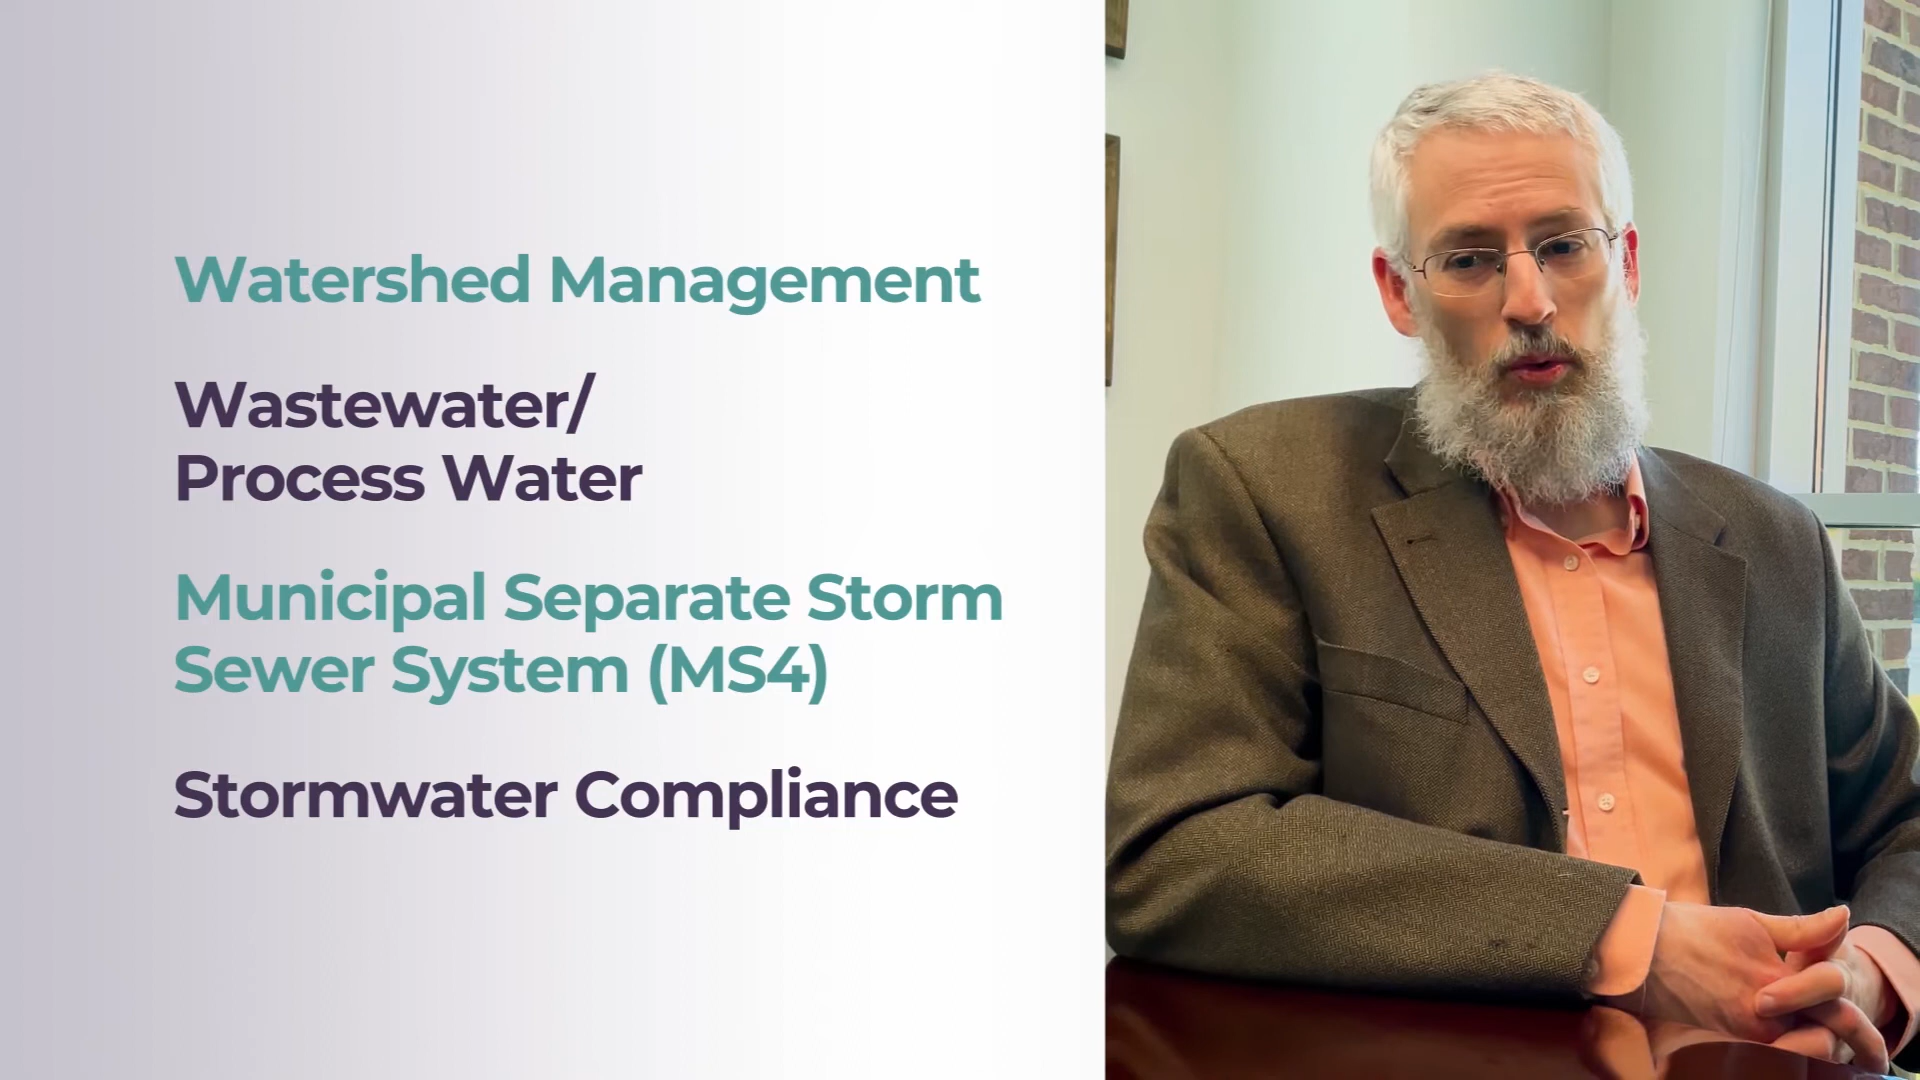 Watershed Management
Wastewater/
Process Water
Municipal Separate Storm
Sewer System (MS4)
Stormwater Compliance